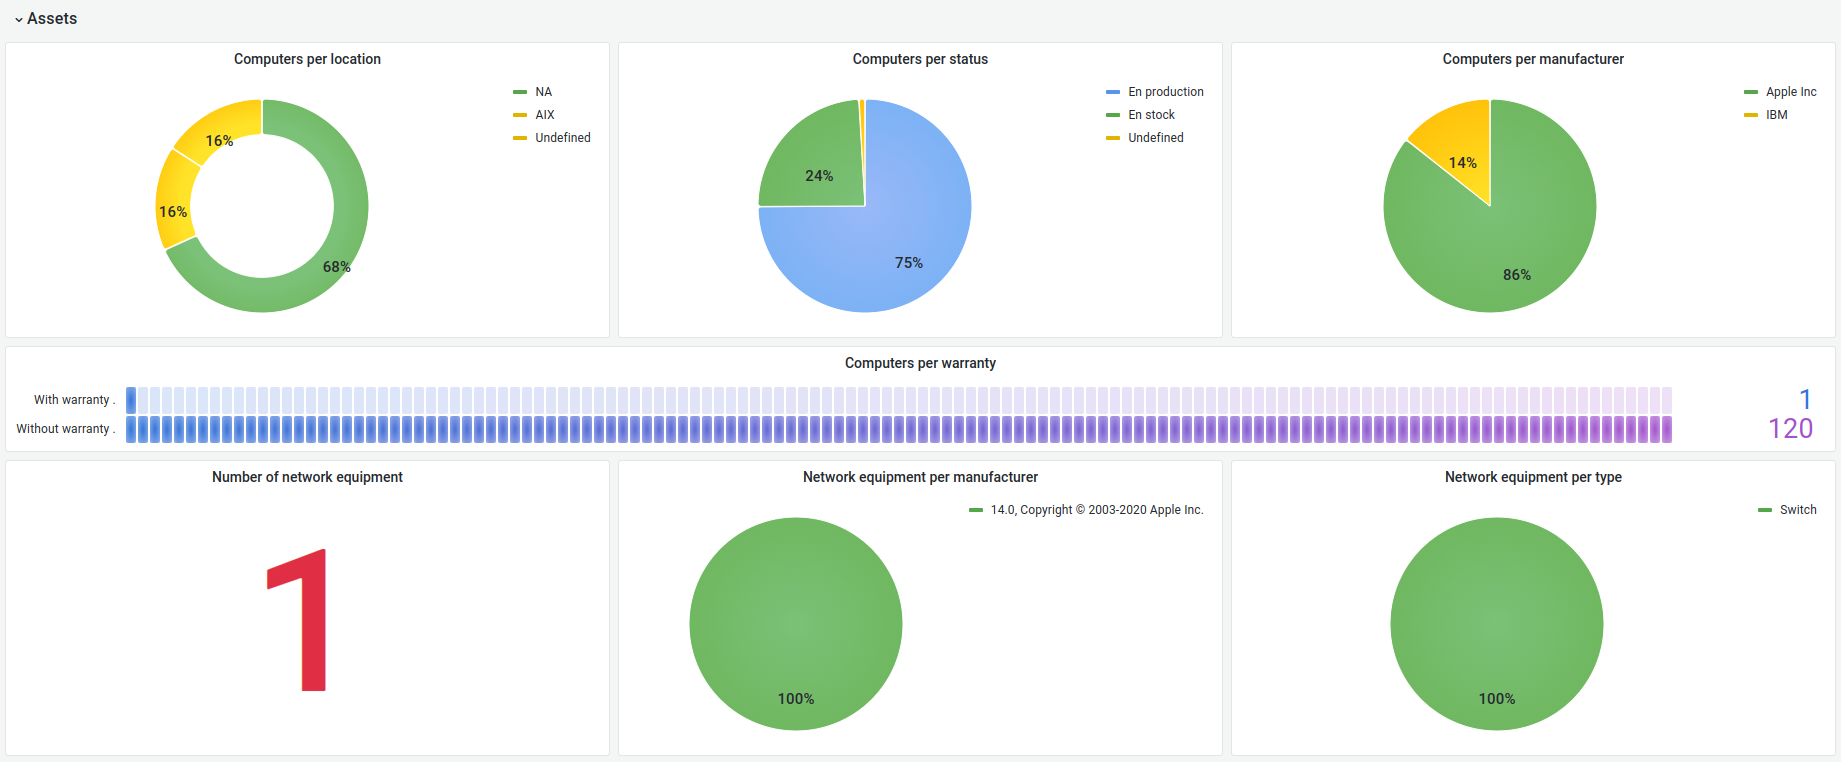 Assets
Computers per location
NA
AIX
Undefined
16%
16%
68%
Computers per status
En production
En stock
Undefined
24%
75%
Computers per manufacturer
Apple Inc
IBM
14%
86%
Computers per warranty
With warranty . 1
Without warranty . 120
Number of network equipment
1
Network equipment per manufacturer
14.0, Copyright © 2003-2020 Apple Inc.
100%
Network equipment per type
Switch
100%